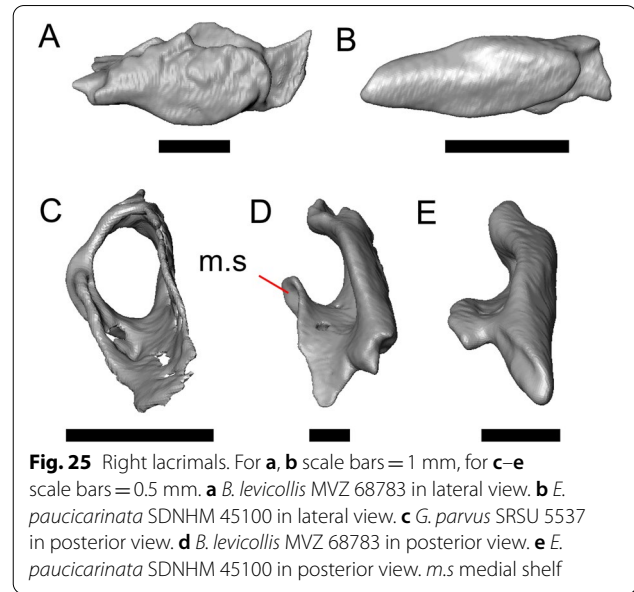 A
B
C
D
E
m.s
Fig. 25 Right lacrimals. For a, b scale bars = 1 mm, for c–e
scale bars = 0.5 mm. a B. levicollis MVZ 68783 in lateral view. b E.
paucicarinata SDNHM 45100 in lateral view. c G. parvus SRSU 5537
in posterior view. d B. levicollis MVZ 68783 in posterior view. e E.
paucicarinata SDNHM 45100 in posterior view. m.s medial shelf